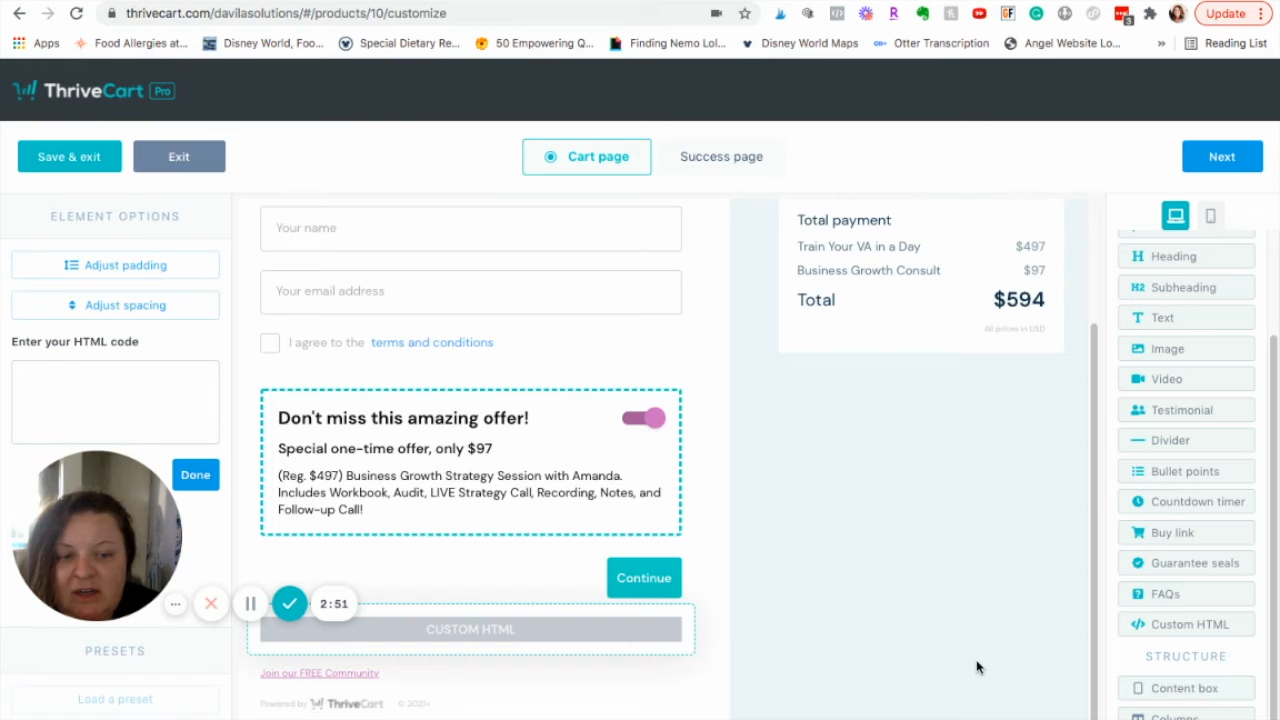 thrivecart.com/davilasolutions/#/products/10/customize
Update
Apps
Food Allergies at...
Disney World, Foo...
Special Dietary Re...
50 Empowering Q...
Finding Nemo Lol...
Disney World Maps
Otter Transcription
Angel Website Lo...
»
Reading List
ThriveCart Pro
Save & exit
Exit
Cart page
Success page
Next
ELEMENT OPTIONS
Adjust padding
Adjust spacing
Enter your HTML code
Done
2:51
PRESETS
Load a preset
Your name
Your email address
I agree to the terms and conditions
Don't miss this amazing offer!
Special one-time offer, only $97
(Reg. $497) Business Growth Strategy Session with Amanda.
Includes Workbook, Audit, LIVE Strategy Call, Recording, Notes, and
Follow-up Call!
Continue
CUSTOM HTML
Join our FREE Community
Powered by ThriveCart © 2021+
Total payment
Train Your VA in a Day $497
Business Growth Consult $97
Total $594
All prices in USD
H Heading
H2 Subheading
T Text
Image
Video
Testimonial
Divider
Bullet points
Countdown timer
Buy link
Guarantee seals
FAQs
</> Custom HTML
STRUCTURE
Content box
Columns